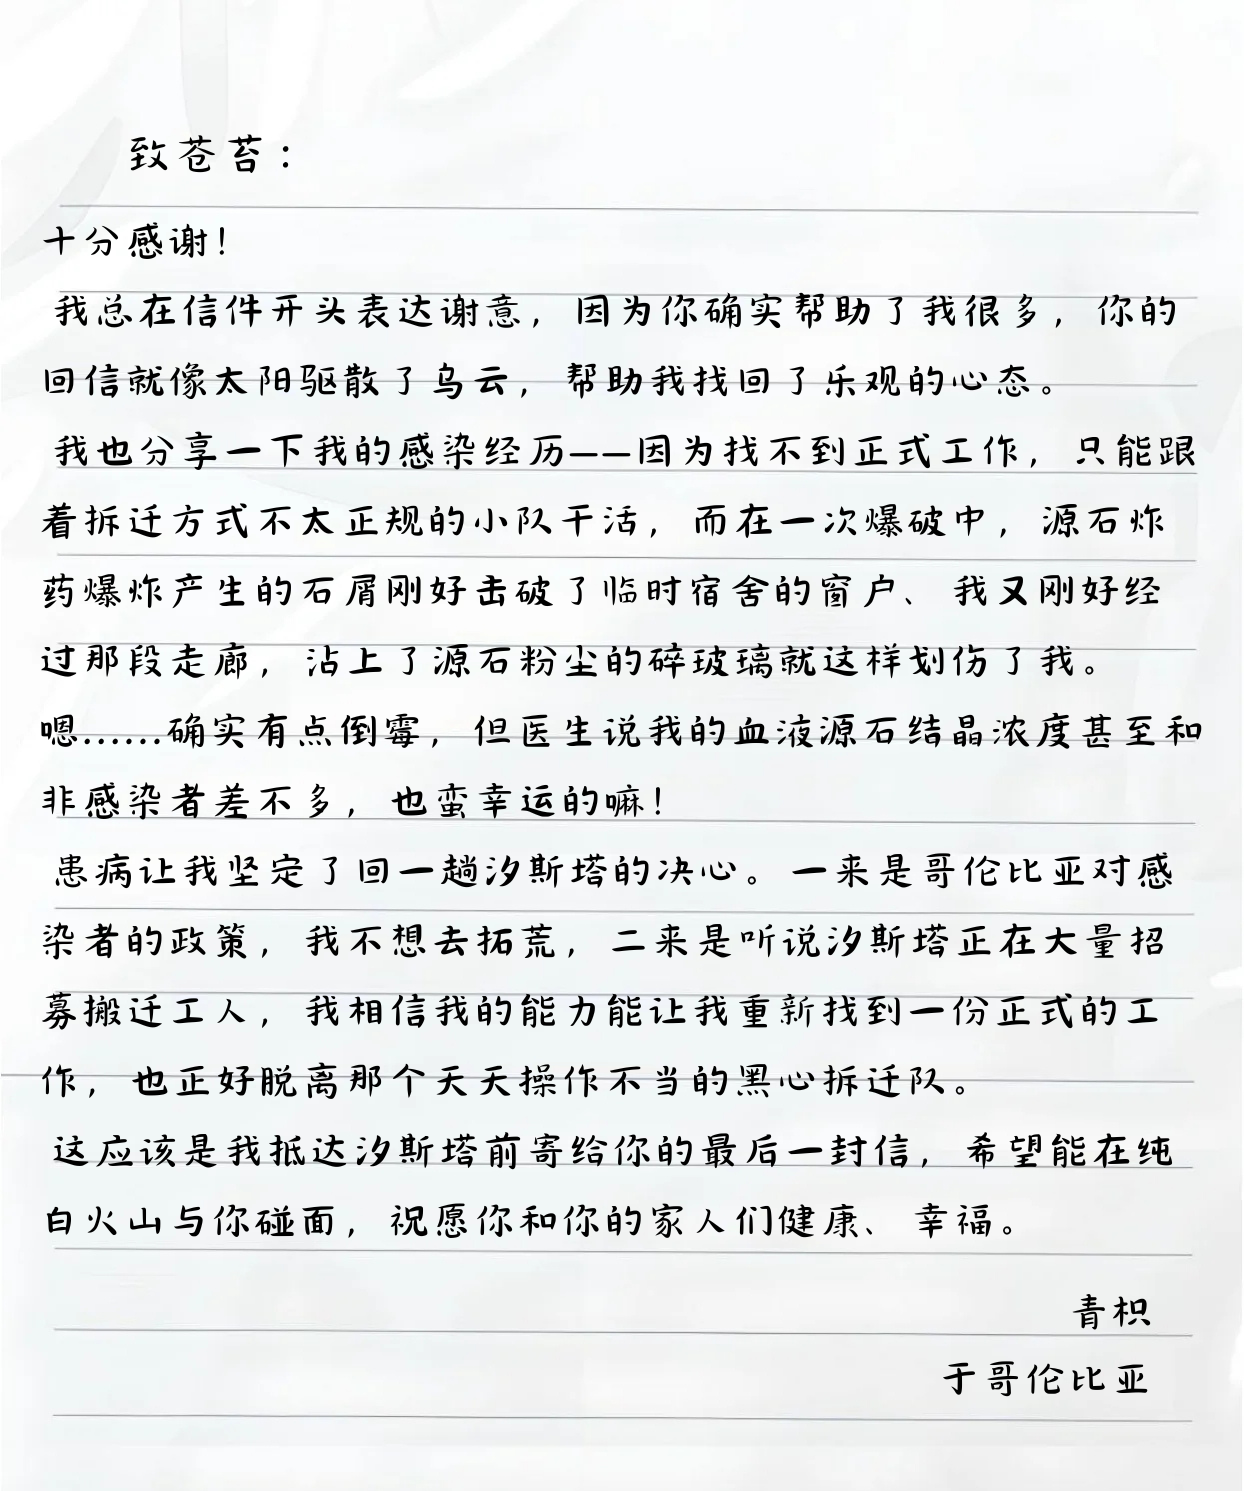 致苍苔：
十分感谢！
我总在信件开头表达谢意，因为你确实帮助了我很多，你的
回信就像太阳驱散了乌云，帮助我找回了乐观的心态。
我也分享一下我的感染经历——因为找不到正式工作，只能跟
着拆迁方式不太正规的小队干活，而在一次爆破中，源石炸
药爆炸产生的石屑刚好击破了临时宿舍的窗户、我又刚好经
过那段走廊，沾上了源石粉尘的碎玻璃就这样划伤了我。
嗯……确实有点倒霉，但医生说我的血液源石结晶浓度甚至和
非感染者差不多，也蛮幸运的嘛！
患病让我坚定了回一趟汐斯塔的决心。一来是哥伦比亚对感
染者的政策，我不想去拓荒，二来是听说汐斯塔正在大量招
募搬迁工人，我相信我的能力能让我重新找到一份正式的工
作，也正好脱离那个天天操作不当的黑心拆迁队。
这应该是我抵达汐斯塔前寄给你的最后一封信，希望能在纯
白火山与你碰面，祝愿你和你的家人们健康、幸福。
青枳
于哥伦比亚